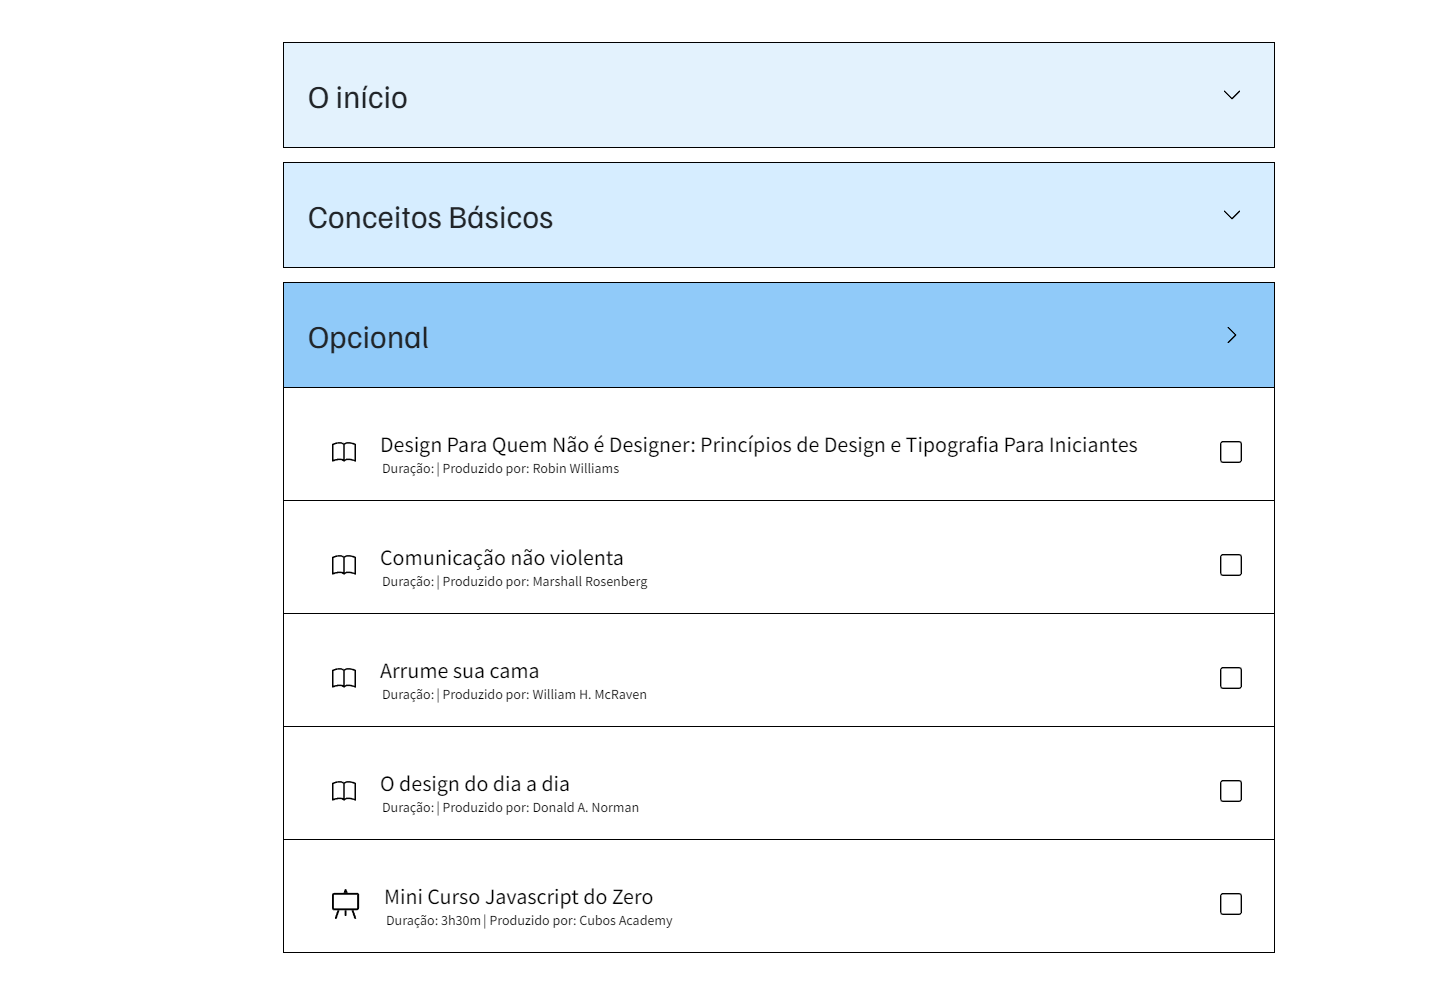 O início
Conceitos Básicos
Opcional
Design Para Quem Não é Designer: Princípios de Design e Tipografia Para Iniciantes
Duração: | Produzido por: Robin Williams
Comunicação não violenta
Duração: | Produzido por: Marshall Rosenberg
Arrume sua cama
Duração: | Produzido por: William H. McRaven
O design do dia a dia
Duração: | Produzido por: Donald A. Norman
Mini Curso Javascript do Zero
Duração: 3h30m | Produzido por: Cubos Academy